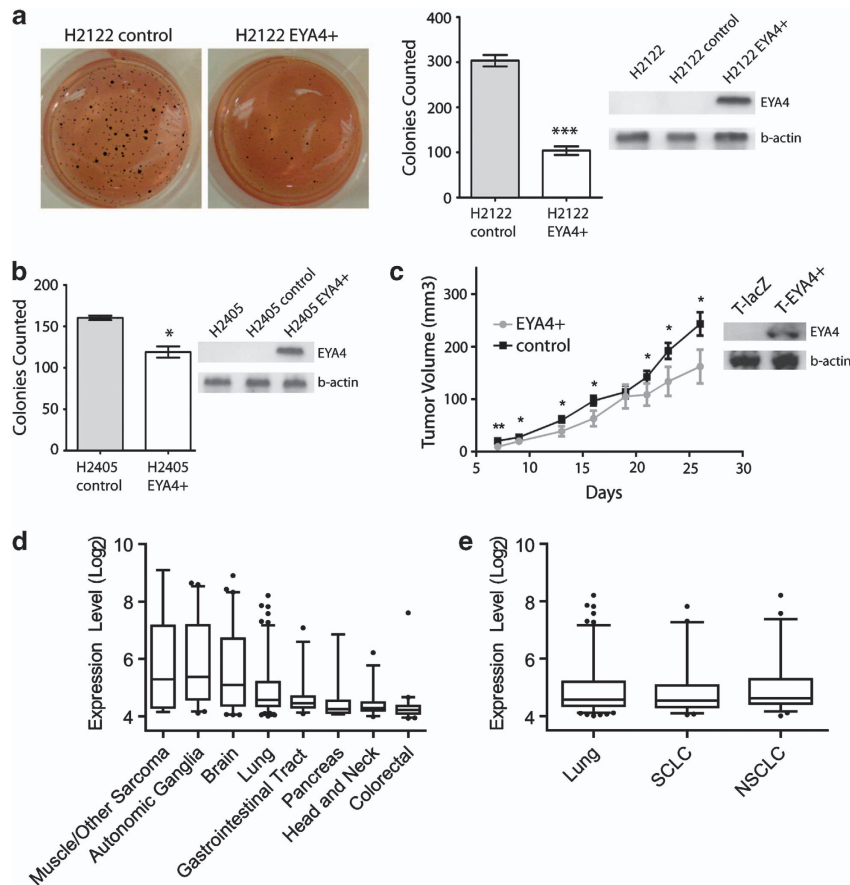 a
H2122 control
H2122 EYA4+
Colonies Counted
400
300
200
100
0
***
H2122
control
H2122
EYA4+
H2122
H2122 control
H2122 EYA4+
EYA4
b-actin
b
Colonies Counted
200
150
100
50
0
*
H2405
control
H2405
EYA4+
H2405
H2405 control
H2405 EYA4+
EYA4
b-actin
c
Tumor Volume (mm3)
300
200
100
0
EYA4+
control
**
*
*
*
*
*
*
5
10
15
20
25
30
Days
T-lacZ
T-EYA4+
EYA4
b-actin
d
Expression Level (Log2)
10
8
6
4
Muscle/Other Sarcoma
Autonomic Ganglia
Brain
Lung
Gastrointestinal Tract
Pancreas
Head and Neck
Colorectal
e
Expression Level (Log2)
10
8
6
4
Lung
SCLC
NSCLC